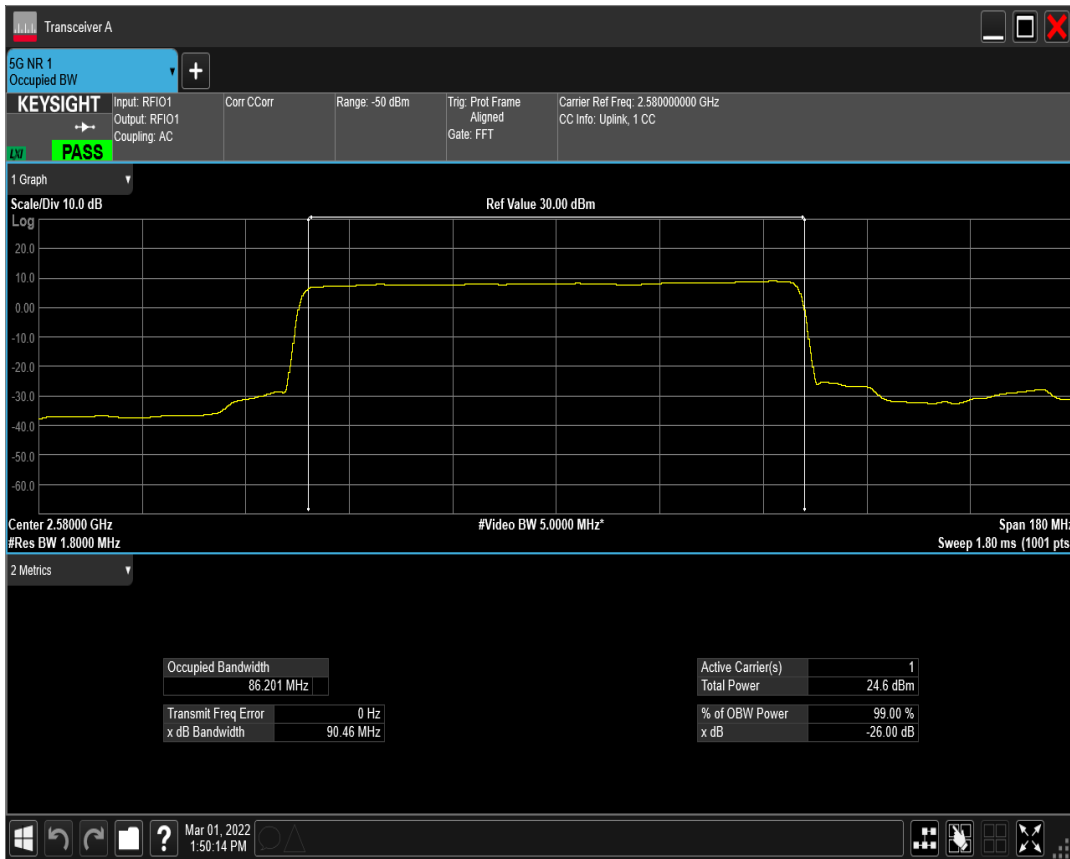 Transceiver A
5G NR 1
Occupied BW
KEYSIGHT
LXI
PASS
Input: RFIO1
Output: RFIO1
Coupling: AC
Corr CCorr
Range: -50 dBm
Trig: Prot Frame
Aligned
Gate: FFT
Carrier Ref Freq: 2.580000000 GHz
CC Info: Uplink, 1 CC
1 Graph
Scale/Div 10.0 dB
Ref Value 30.00 dBm
Log
20.0
10.0
0.00
-10.0
-20.0
-30.0
-40.0
-50.0
-60.0
Center 2.58000 GHz
#Video BW 5.0000 MHz*
Span 180 MHz
#Res BW 1.8000 MHz
Sweep 1.80 ms (1001 pts
2 Metrics
Occupied Bandwidth
86.201 MHz
Active Carrier(s) 1
Total Power 24.6 dBm
Transmit Freq Error 0 Hz
x dB Bandwidth 90.46 MHz
% of OBW Power 99.00 %
x dB -26.00 dB
?
Mar 01, 2022
1:50:14 PM